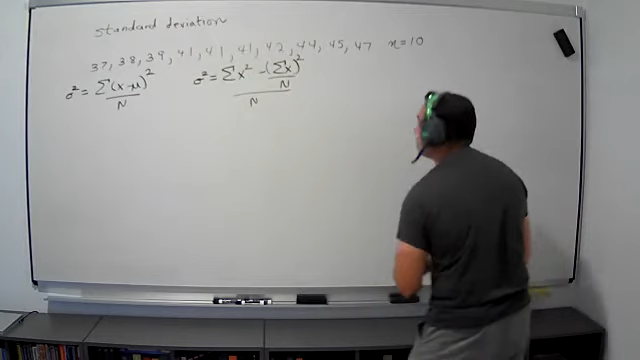 standard deviation
37, 38, 39, 41, 41, 41, 42, 44, 45, 47 n=10
σ² = Σ(x-μ)² / N σ² = Σx² - (Σx)² / N / N